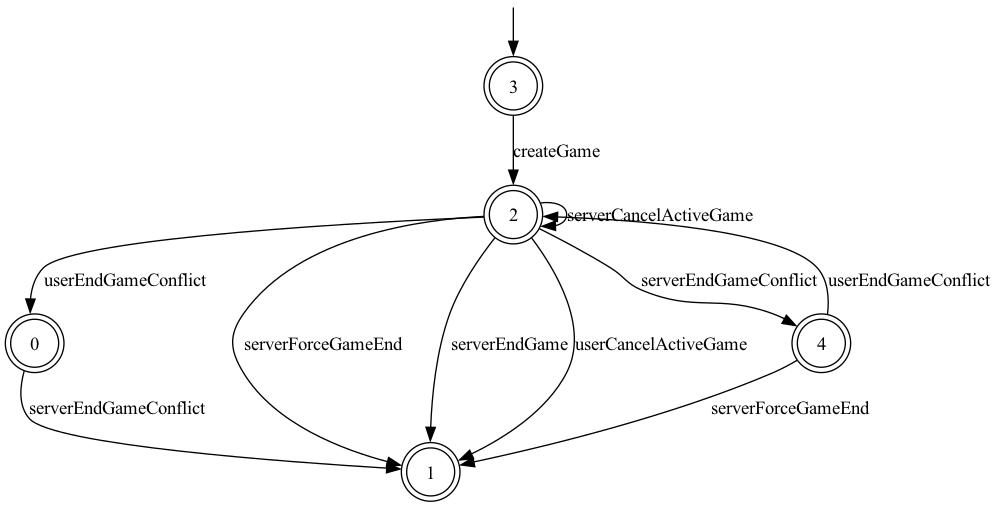 3
createGame
2
serverCancelActiveGame
userEndGameConflict
serverEndGameConflict
userEndGameConflict
0
serverForceGameEnd
serverEndGame
userCancelActiveGame
4
serverEndGameConflict
serverForceGameEnd
1